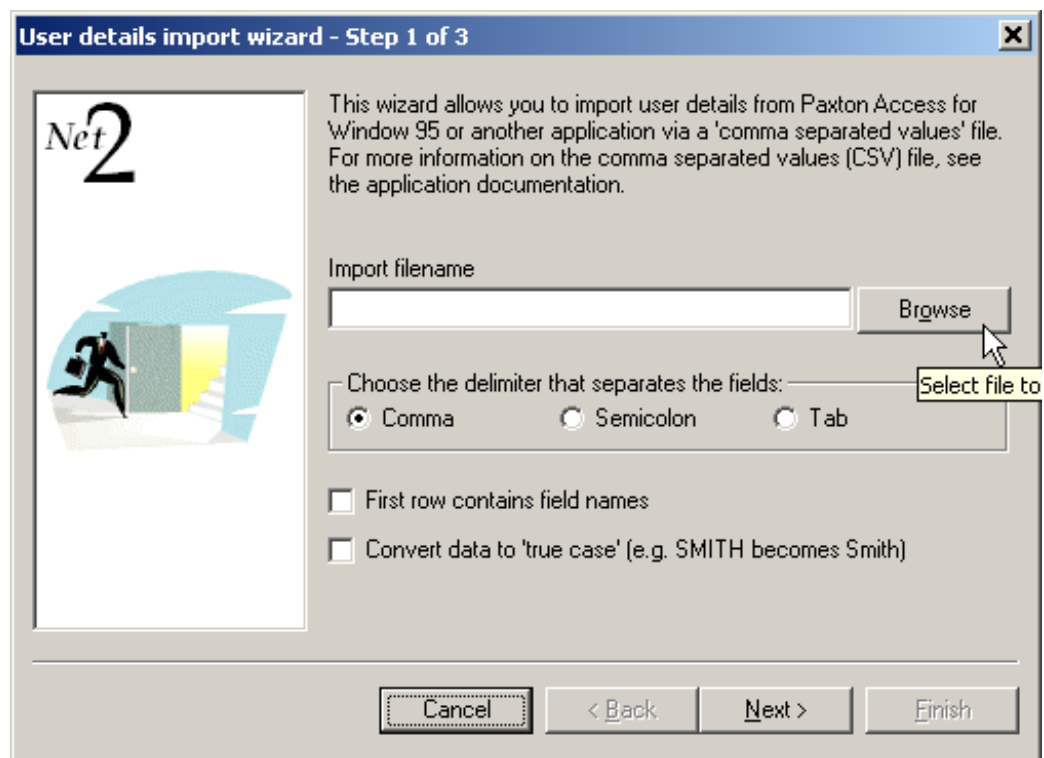 User details import wizard - Step 1 of 3
Net2
This wizard allows you to import user details from Paxton Access for
Window 95 or another application via a 'comma separated values' file.
For more information on the comma separated values (CSV) file, see
the application documentation.
Import filename
Browse
Choose the delimiter that separates the fields:
Select file to
Comma Semicolon Tab
First row contains field names
Convert data to 'true case' (e.g. SMITH becomes Smith)
Cancel < Back Next > Finish